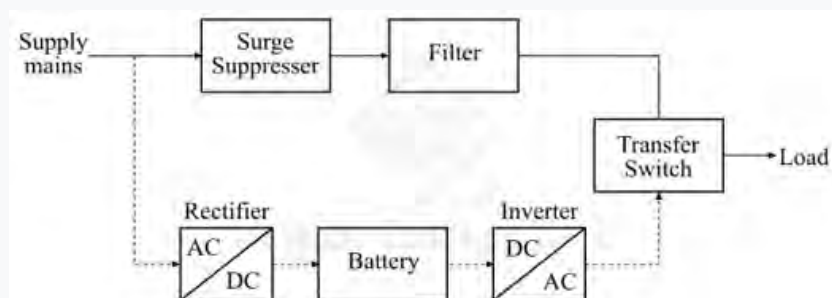 Supply
mains
Surge
Suppresser
Filter
Transfer
Switch
Load
Rectifier
AC
DC
Battery
Inverter
DC
AC